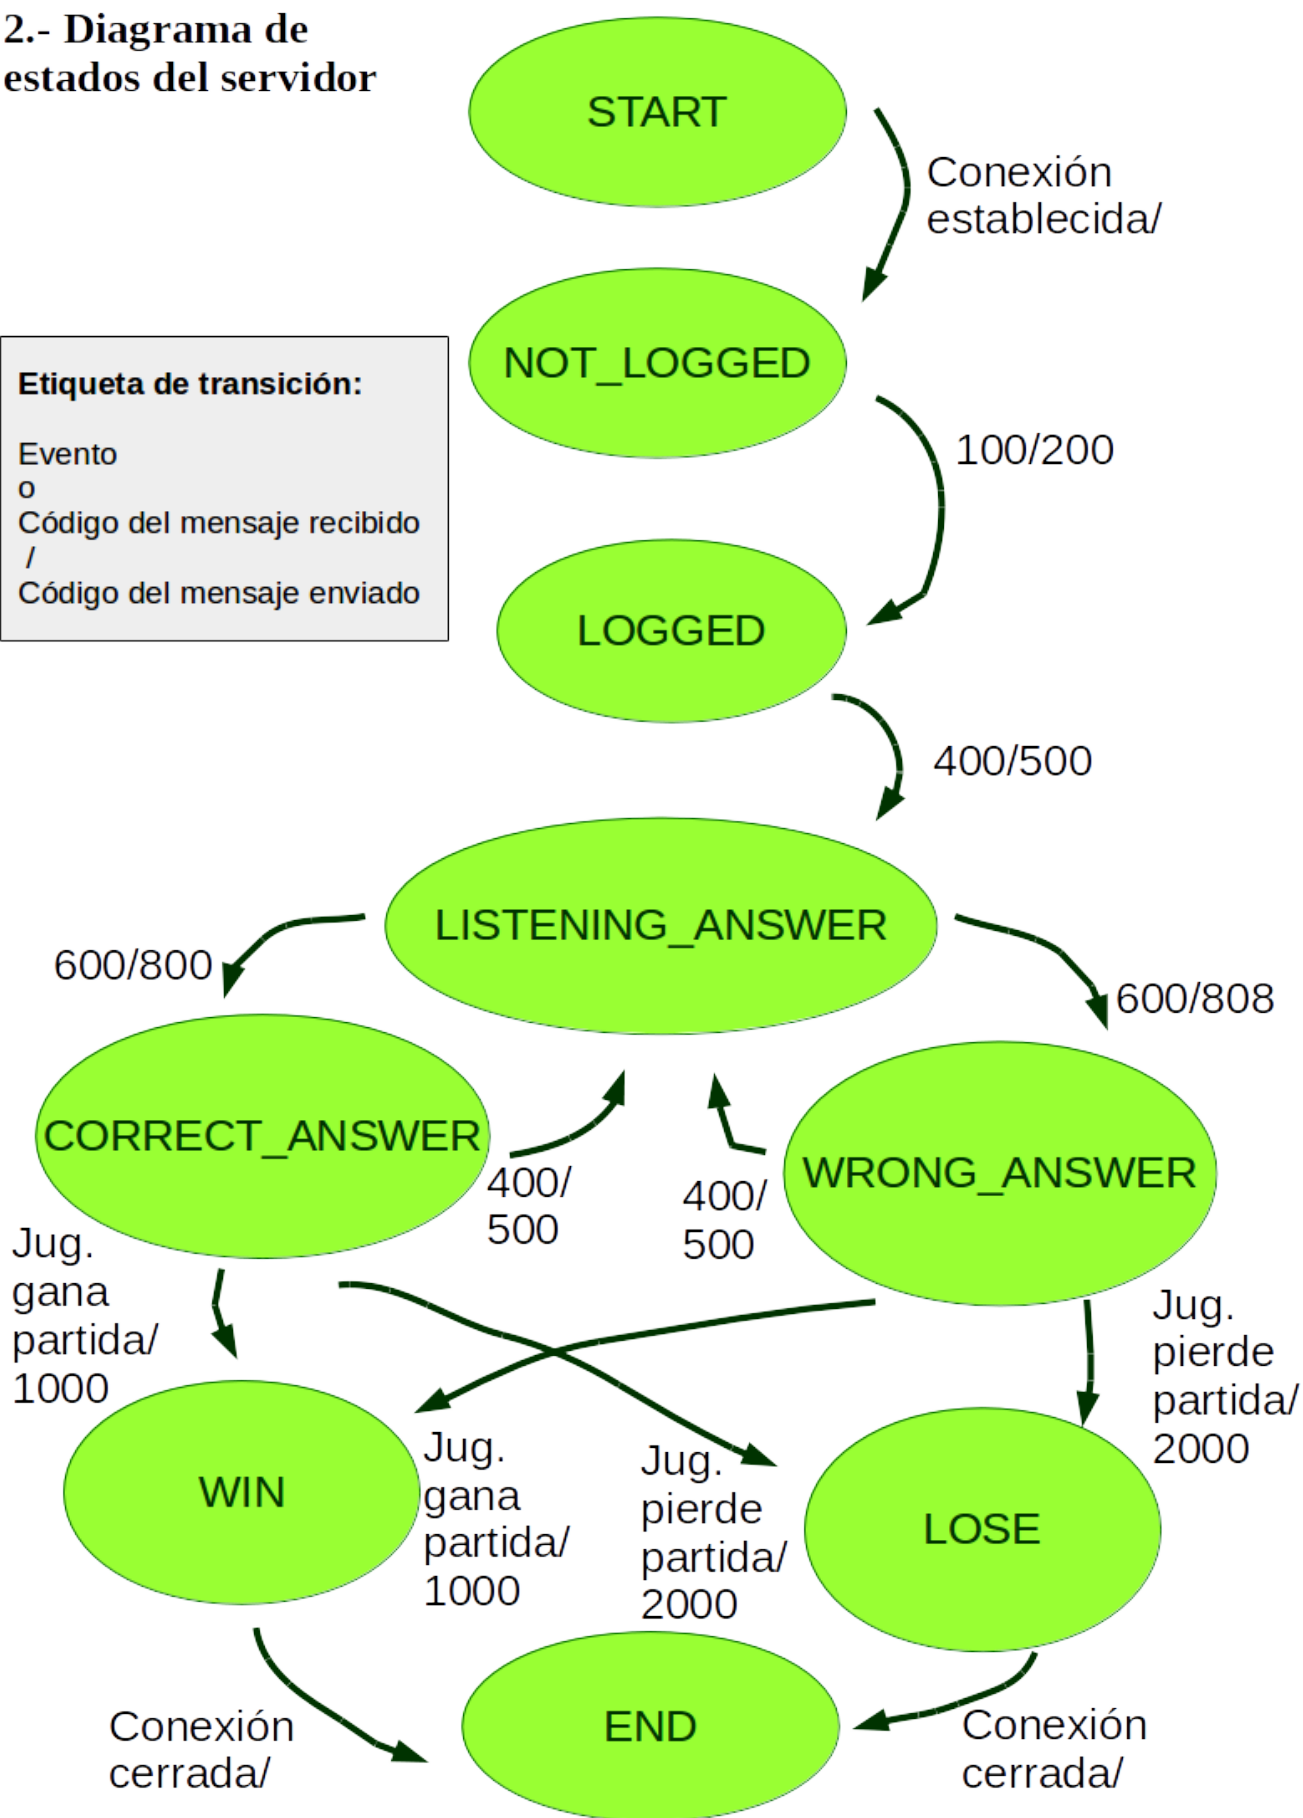 2.- Diagrama de
estados del servidor
START
Conexión
establecida/
NOT_LOGGED
Etiqueta de transición:
Evento
o
Código del mensaje recibido
/
Código del mensaje enviado
100/200
LOGGED
400/500
LISTENING_ANSWER
600/800
600/808
CORRECT_ANSWER
WRONG_ANSWER
400/
500
400/
500
Jug.
gana
partida/
1000
Jug.
pierde
partida/
2000
WIN
Jug.
gana
partida/
1000
Jug.
pierde
partida/
2000
LOSE
END
Conexión
cerrada/
Conexión
cerrada/